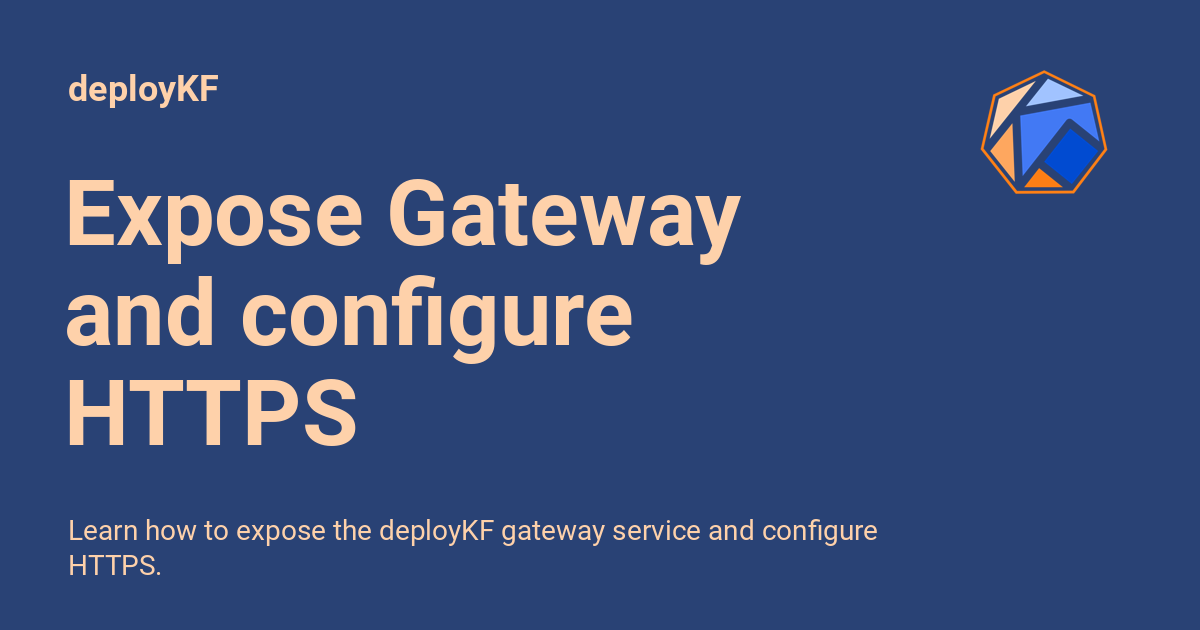 deployKF
Expose Gateway
and configure
HTTPS
Learn how to expose the deployKF gateway service and configure
HTTPS.